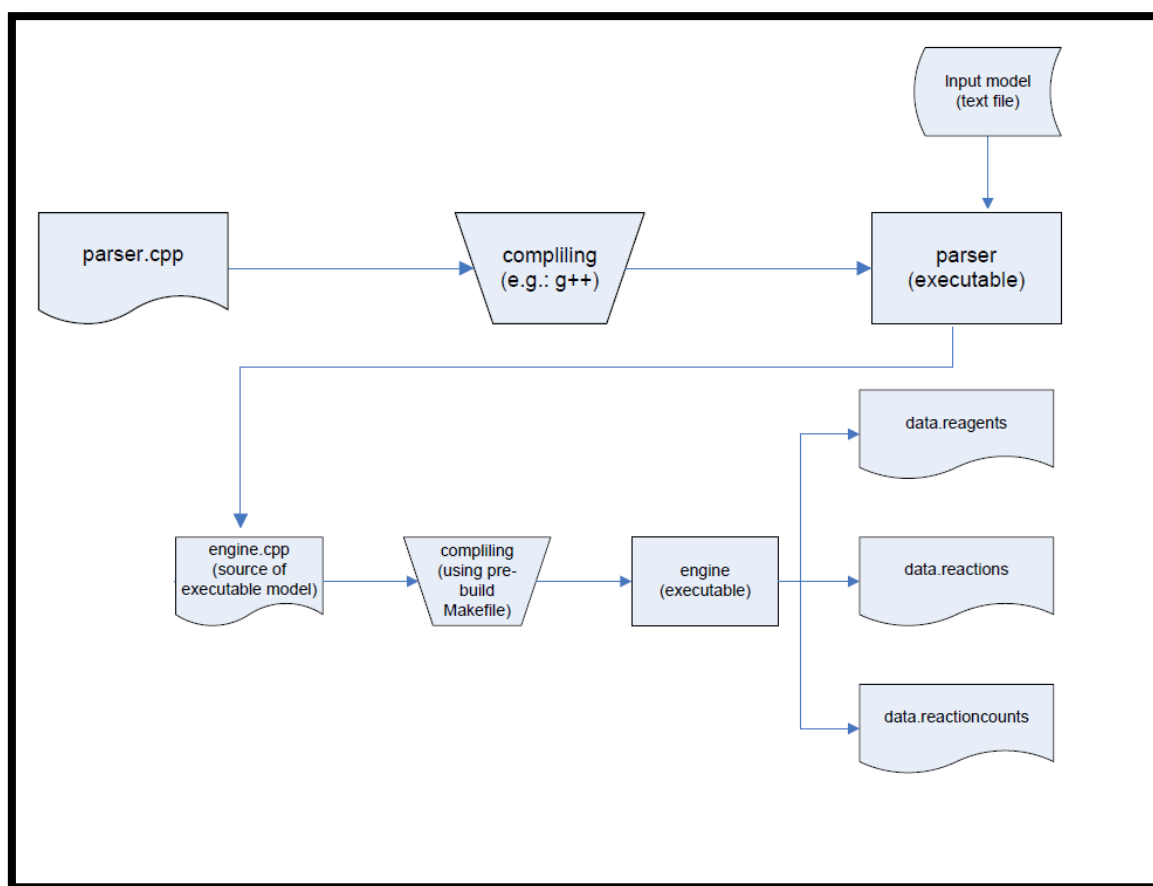 Input model
(text file)
parser.cpp
compliling
(e.g.: g++)
parser
(executable)
data.reagents
engine.cpp
(source of
executable model)
compliling
(using pre-
build
Makefile)
engine
(executable)
data.reactions
data.reactioncounts